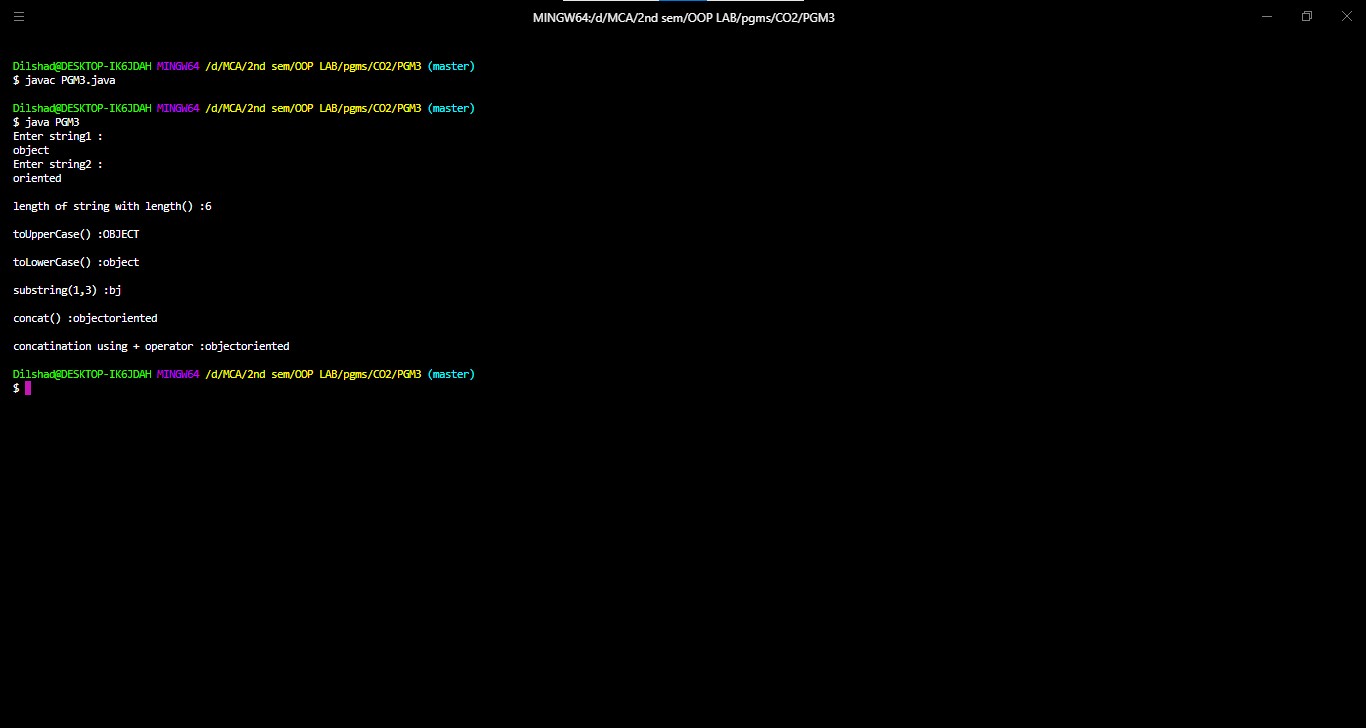 MINGW64:/d/MCA/2nd sem/OOP LAB/pgms/CO2/PGM3
Dilshad@DESKTOP-IK6JDAH MINGW64 /d/MCA/2nd sem/OOP LAB/pgms/CO2/PGM3 (master)
$ javac PGM3.java
Dilshad@DESKTOP-IK6JDAH MINGW64 /d/MCA/2nd sem/OOP LAB/pgms/CO2/PGM3 (master)
$ java PGM3
Enter string1 :
object
Enter string2 :
oriented
length of string with length() :6
toUpperCase() :OBJECT
toLowerCase() :object
substring(1,3) :bj
concat() :objectoriented
concatination using + operator :objectoriented
Dilshad@DESKTOP-IK6JDAH MINGW64 /d/MCA/2nd sem/OOP LAB/pgms/CO2/PGM3 (master)
$